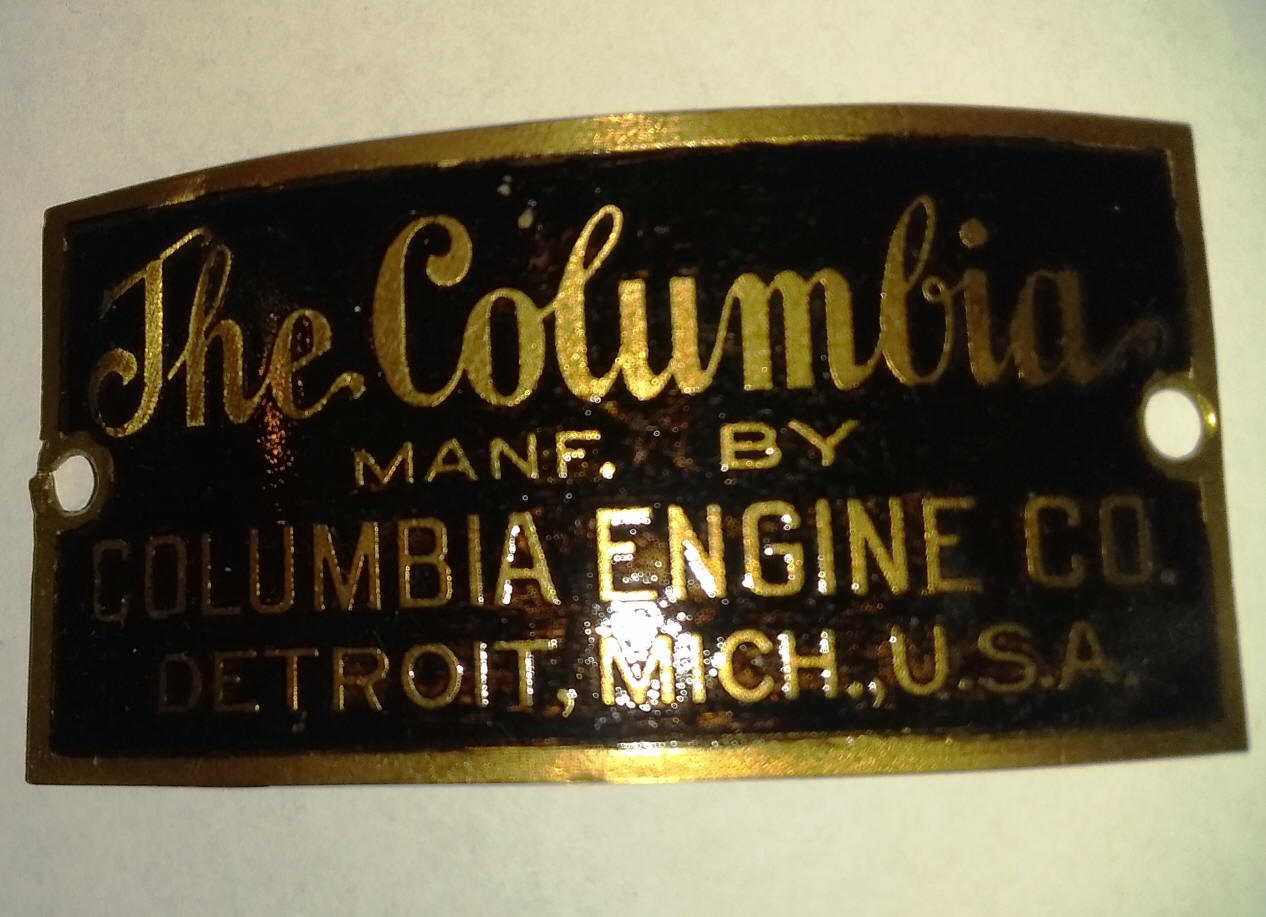 The Columbia
MANF. BY
COLUMBIA ENGINE CO.
DETROIT, MICH., U.S.A.